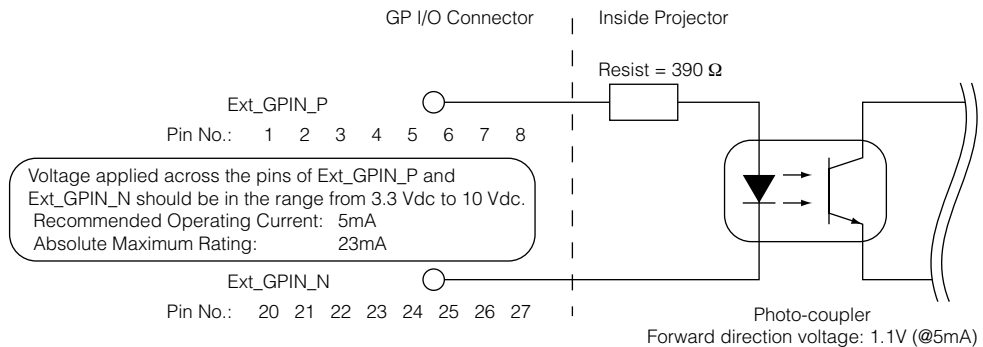 GP I/O Connector
Inside Projector
Resist = 390 Ω
Ext_GPIN_P
Pin No.: 1 2 3 4 5 6 7 8
Voltage applied across the pins of Ext_GPIN_P and
Ext_GPIN_N should be in the range from 3.3 Vdc to 10 Vdc.
Recommended Operating Current: 5mA
Absolute Maximum Rating: 23mA
Ext_GPIN_N
Pin No.: 20 21 22 23 24 25 26 27
Photo-coupler
Forward direction voltage: 1.1V (@5mA)